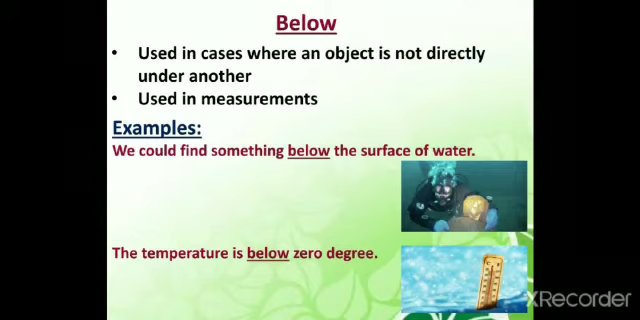 Below
• Used in cases where an object is not directly
under another
• Used in measurements
Examples:
We could find something below the surface of water.
The temperature is below zero degree.
XRecorder